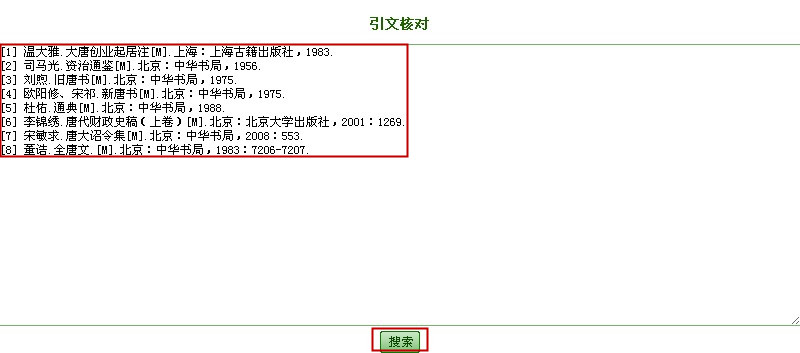 引文核对
[1] 温大雅.大唐创业起居注[M].上海：上海古籍出版社，1983.
[2] 司马光.资治通鉴[M].北京：中华书局，1956.
[3] 刘煦.旧唐书[M].北京：中华书局，1975.
[4] 欧阳修、宋祁.新唐书[M].北京：中华书局，1975.
[5] 杜佑.通典[M].北京：中华书局，1988.
[6] 李锦绣.唐代财政史稿（上卷）[M].北京：北京大学出版社，2001：1269.
[7] 宋敏求.唐大诏令集[M].北京：中华书局，2008：553.
[8] 董诰.全唐文.[M].北京：中华书局，1983：7206-7207.
搜索